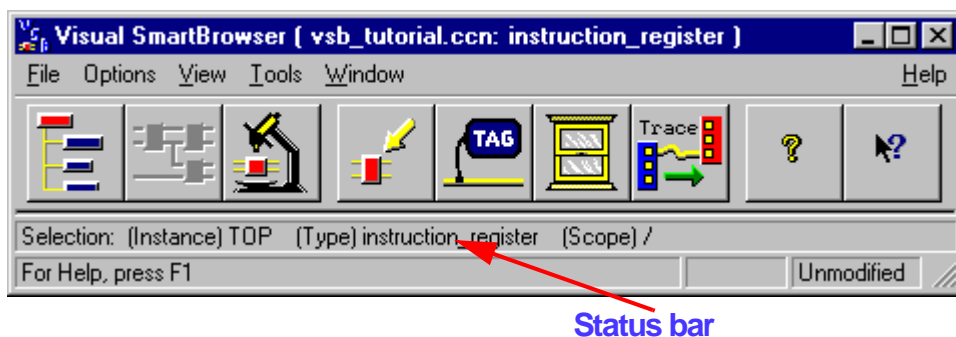 Visual SmartBrowser ( vsb_tutorial.ccn: instruction_register )
File Options View Tools Window Help
TAG Trace ? ?
Selection: (Instance) TOP (Type) instruction_register (Scope) /
For Help, press F1 Unmodified
Status bar